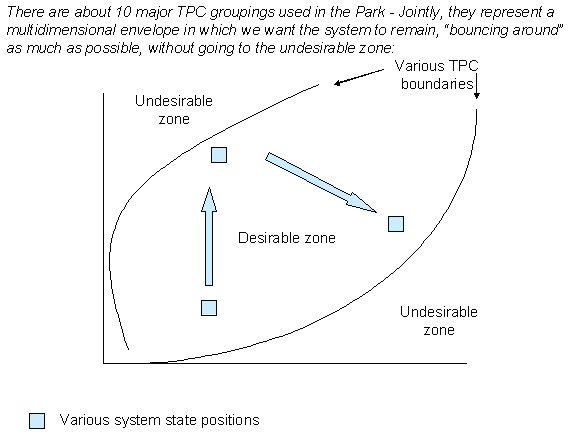 There are about 10 major TPC groupings used in the Park - Jointly, they represent a
multidimensional envelope in which we want the system to remain, "bouncing around"
as much as possible, without going to the undesirable zone:
Various TPC
boundaries
Undesirable
zone
Desirable zone
Undesirable
zone
Various system state positions